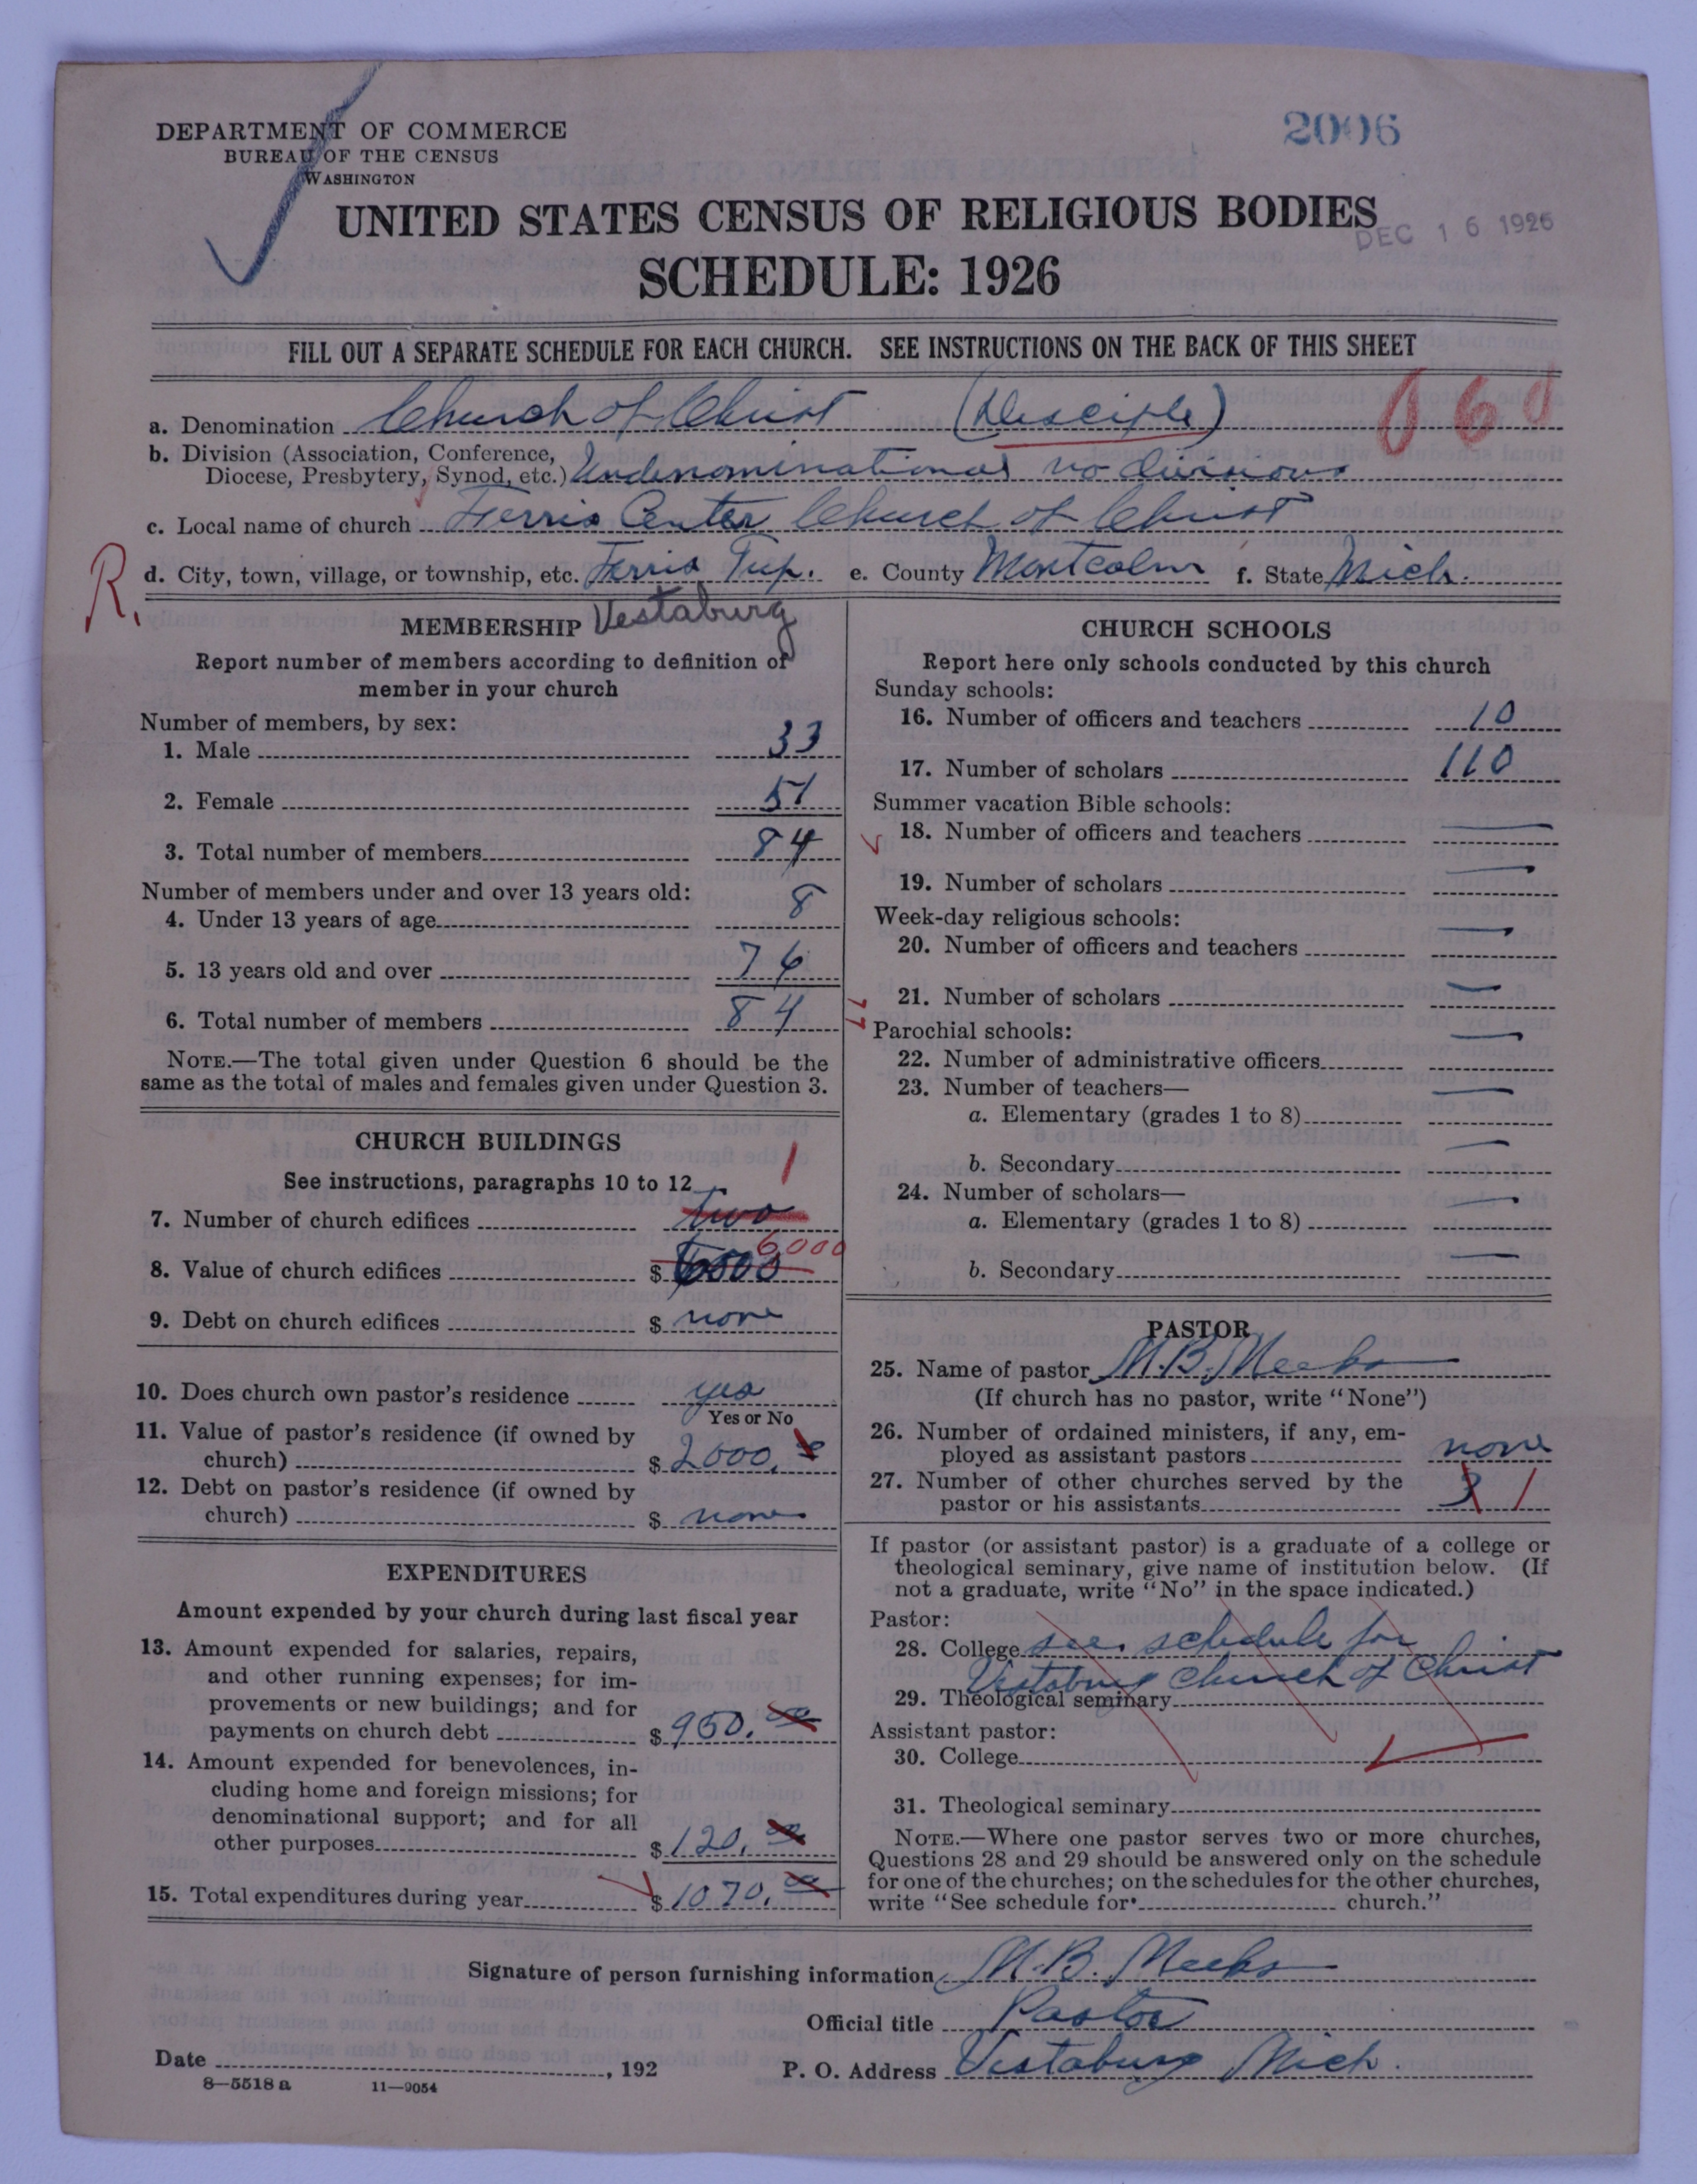 2006
DEPARTMENT OF COMMERCE
BUREAU OF THE CENSUS
WASHINGTON
UNITED STATES CENSUS OF RELIGIOUS BODIES
DEC 16 1926
SCHEDULE: 1926
FILL OUT A SEPARATE SCHEDULE FOR EACH CHURCH. SEE INSTRUCTIONS ON THE BACK OF THIS SHEET
060
a. Denomination Church of Christ (Disciple)
b. Division (Association, Conference,
Diocese, Presbytery, Synod, etc.) Undenominational no divisions
c. Local name of church Ferris Center Church of Christ
R. d. City, town, village, or township, etc. Ferris Twp. e. County Montcalm f. State Mich.
Vestaburg
MEMBERSHIP
Report number of members according to definition of
member in your church
Number of members, by sex:
1. Male 33
2. Female 51
3. Total number of members 84
Number of members under and over 13 years old:
4. Under 13 years of age 8
5. 13 years old and over 76
6. Total number of members 84
NOTE.—The total given under Question 6 should be the
same as the total of males and females given under Question 3.
CHURCH BUILDINGS
See instructions, paragraphs 10 to 12
1
7. Number of church edifices two
6000
8. Value of church edifices $ 6000
9. Debt on church edifices $ none
10. Does church own pastor's residence yes
Yes or No
11. Value of pastor's residence (if owned by
church) $ 2000.
12. Debt on pastor's residence (if owned by
church) $ none
EXPENDITURES
Amount expended by your church during last fiscal year
13. Amount expended for salaries, repairs,
and other running expenses; for im-
provements or new buildings; and for
payments on church debt $ 950.00
14. Amount expended for benevolences, in-
cluding home and foreign missions; for
denominational support; and for all
other purposes $ 120.00
15. Total expenditures during year $ 1070.00
CHURCH SCHOOLS
Report here only schools conducted by this church
Sunday schools:
16. Number of officers and teachers 10
17. Number of scholars 110
Summer vacation Bible schools:
18. Number of officers and teachers —
19. Number of scholars —
Week-day religious schools:
20. Number of officers and teachers —
21. Number of scholars —
Parochial schools:
22. Number of administrative officers —
23. Number of teachers—
a. Elementary (grades 1 to 8) —
b. Secondary —
24. Number of scholars—
a. Elementary (grades 1 to 8) —
b. Secondary —
PASTOR
25. Name of pastor M. B. Meeks
(If church has no pastor, write "None")
26. Number of ordained ministers, if any, em-
ployed as assistant pastors none
27. Number of other churches served by the
pastor or his assistants 3 1
If pastor (or assistant pastor) is a graduate of a college or
theological seminary, give name of institution below. (If
not a graduate, write "No" in the space indicated.)
Pastor:
28. College see schedule for
Vestaburg Church of Christ
29. Theological seminary
Assistant pastor:
30. College
31. Theological seminary
NOTE.—Where one pastor serves two or more churches,
Questions 28 and 29 should be answered only on the schedule
for one of the churches; on the schedules for the other churches,
write "See schedule for church."
Signature of person furnishing information M. B. Meeks
Official title Pastor
Date , 192 P. O. Address Vestaburg Mich.
8—5518 a 11—9054